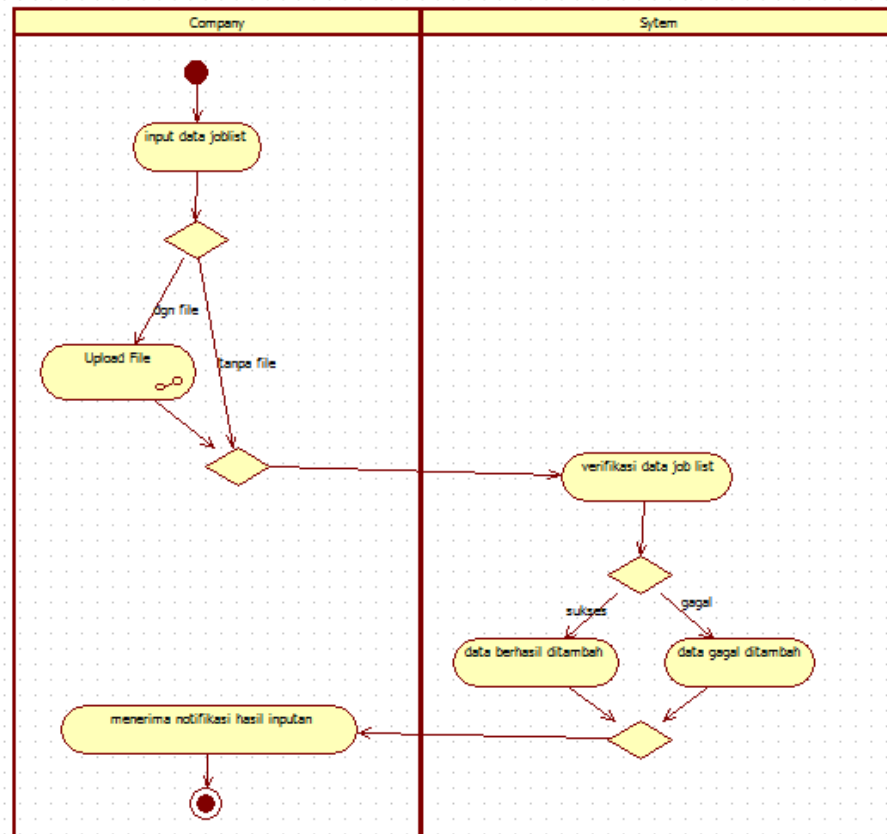 Company
Sytem
input data joblist
dgn file
Upload File
tanpa file
verifikasi data job list
sukses
gagal
data berhasil ditambah
data gagal ditambah
menerima notifikasi hasil inputan